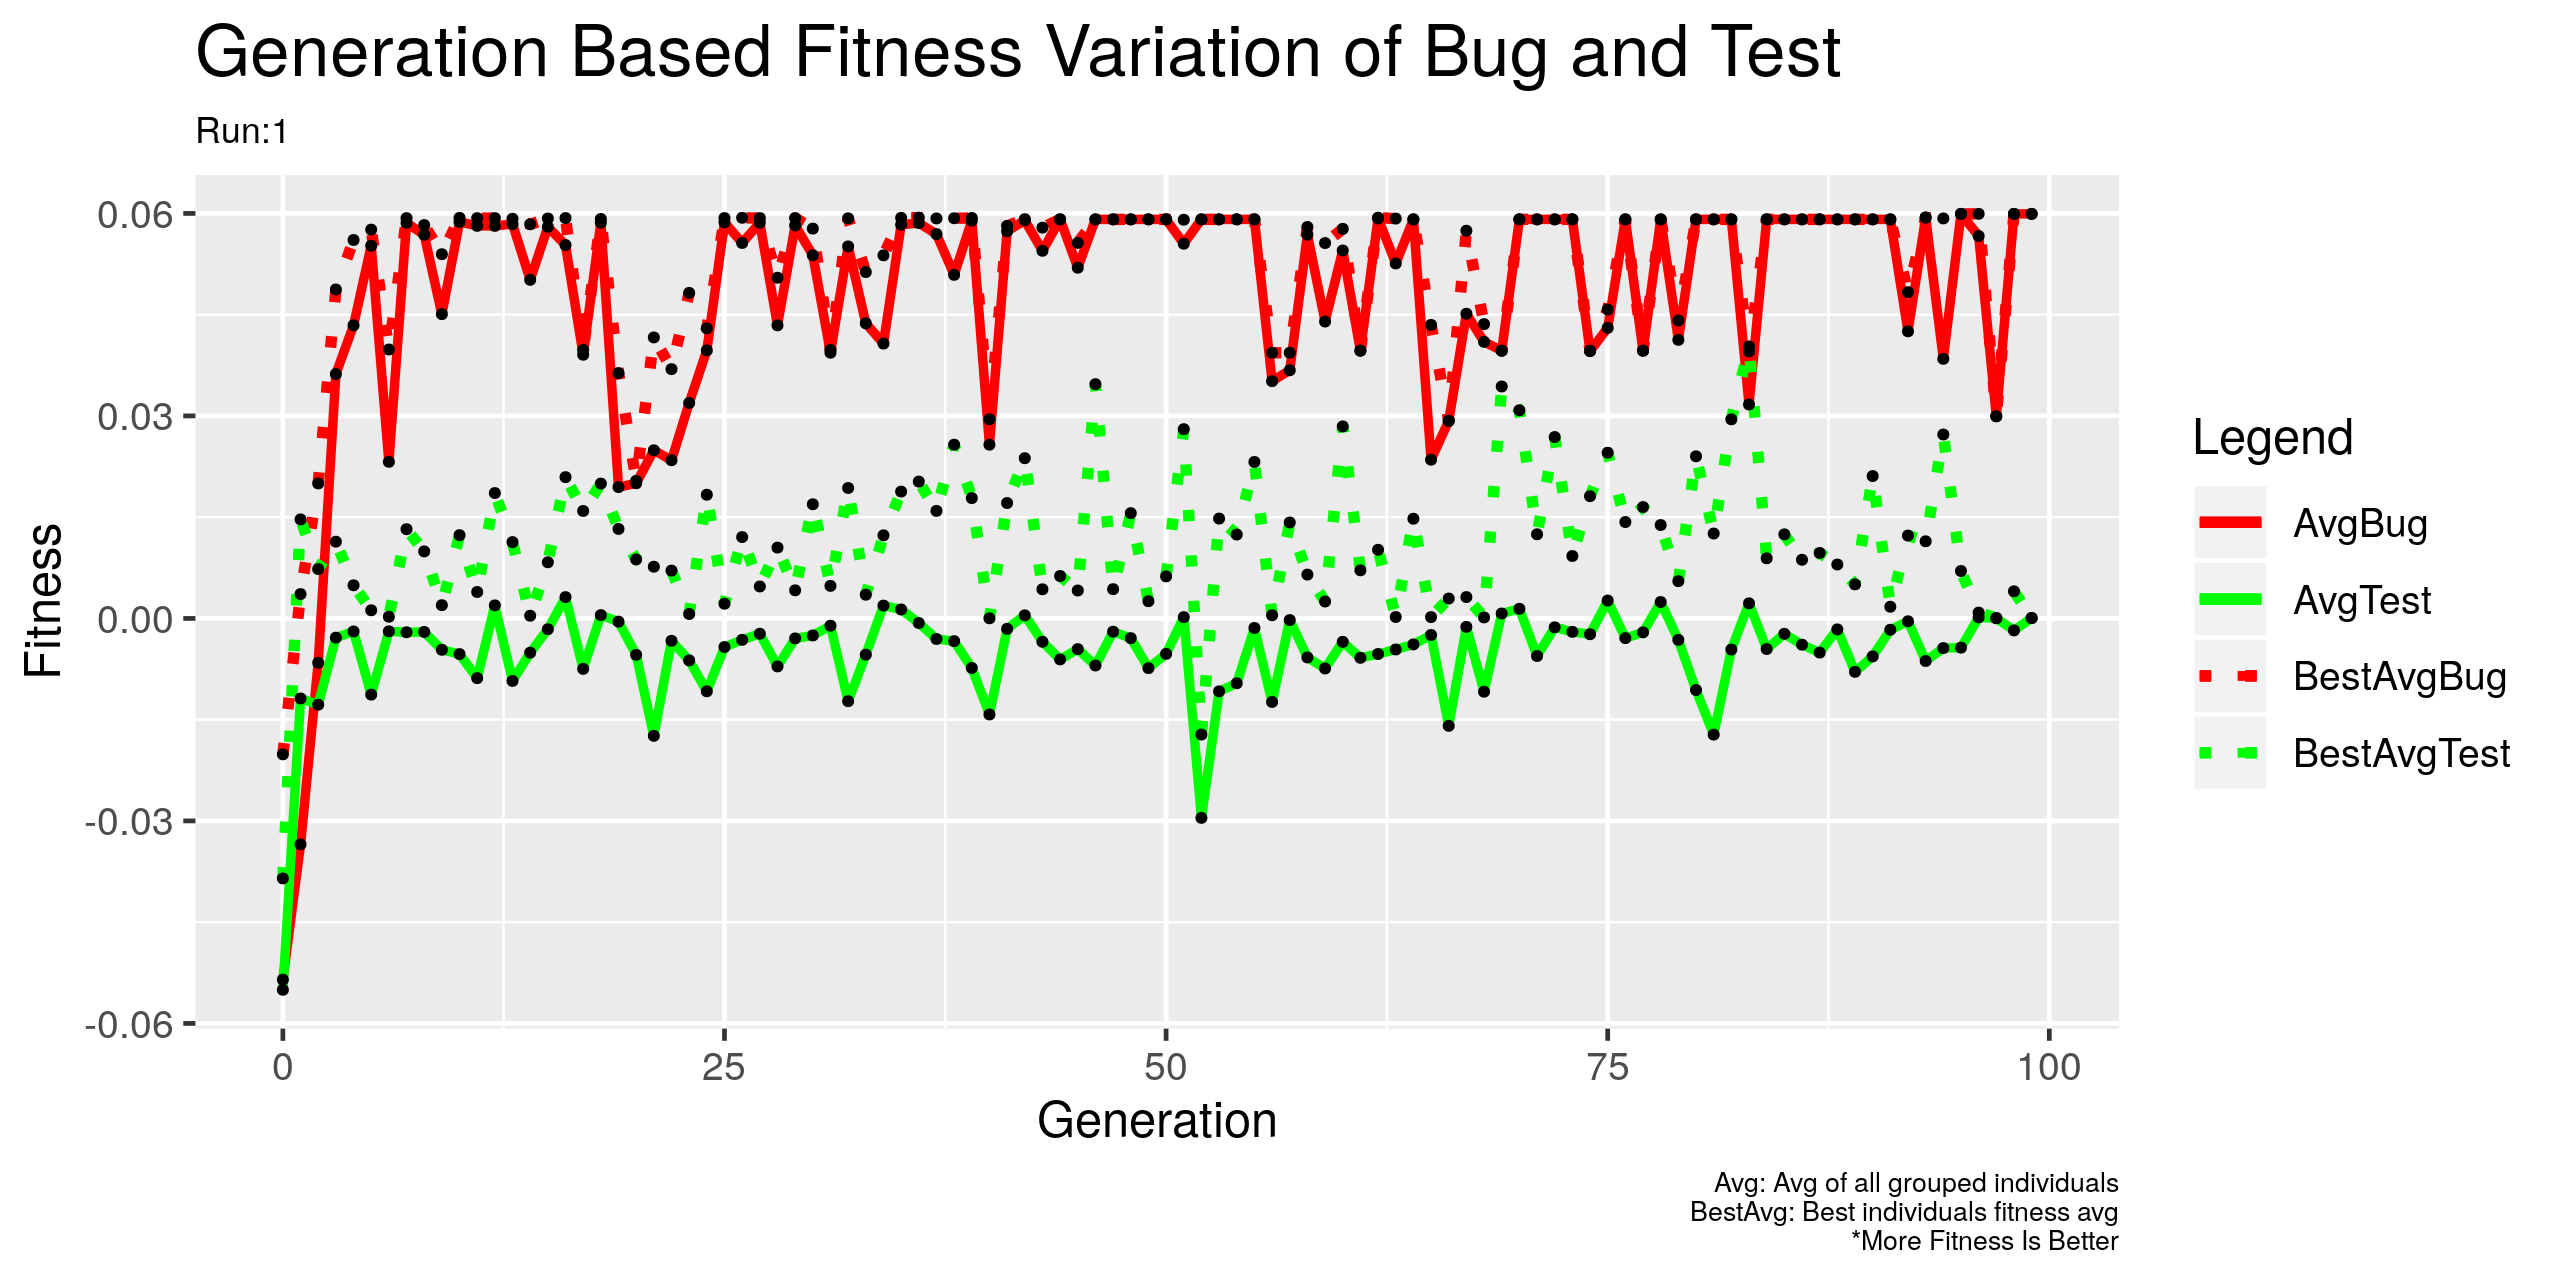 Generation Based Fitness Variation of Bug and Test
Run:1
Fitness
0.06
0.03
0.00
-0.03
-0.06
0 25 50 75 100
Generation
Legend
AvgBug
AvgTest
BestAvgBug
BestAvgTest
Avg: Avg of all grouped individuals
BestAvg: Best individuals fitness avg
*More Fitness Is Better